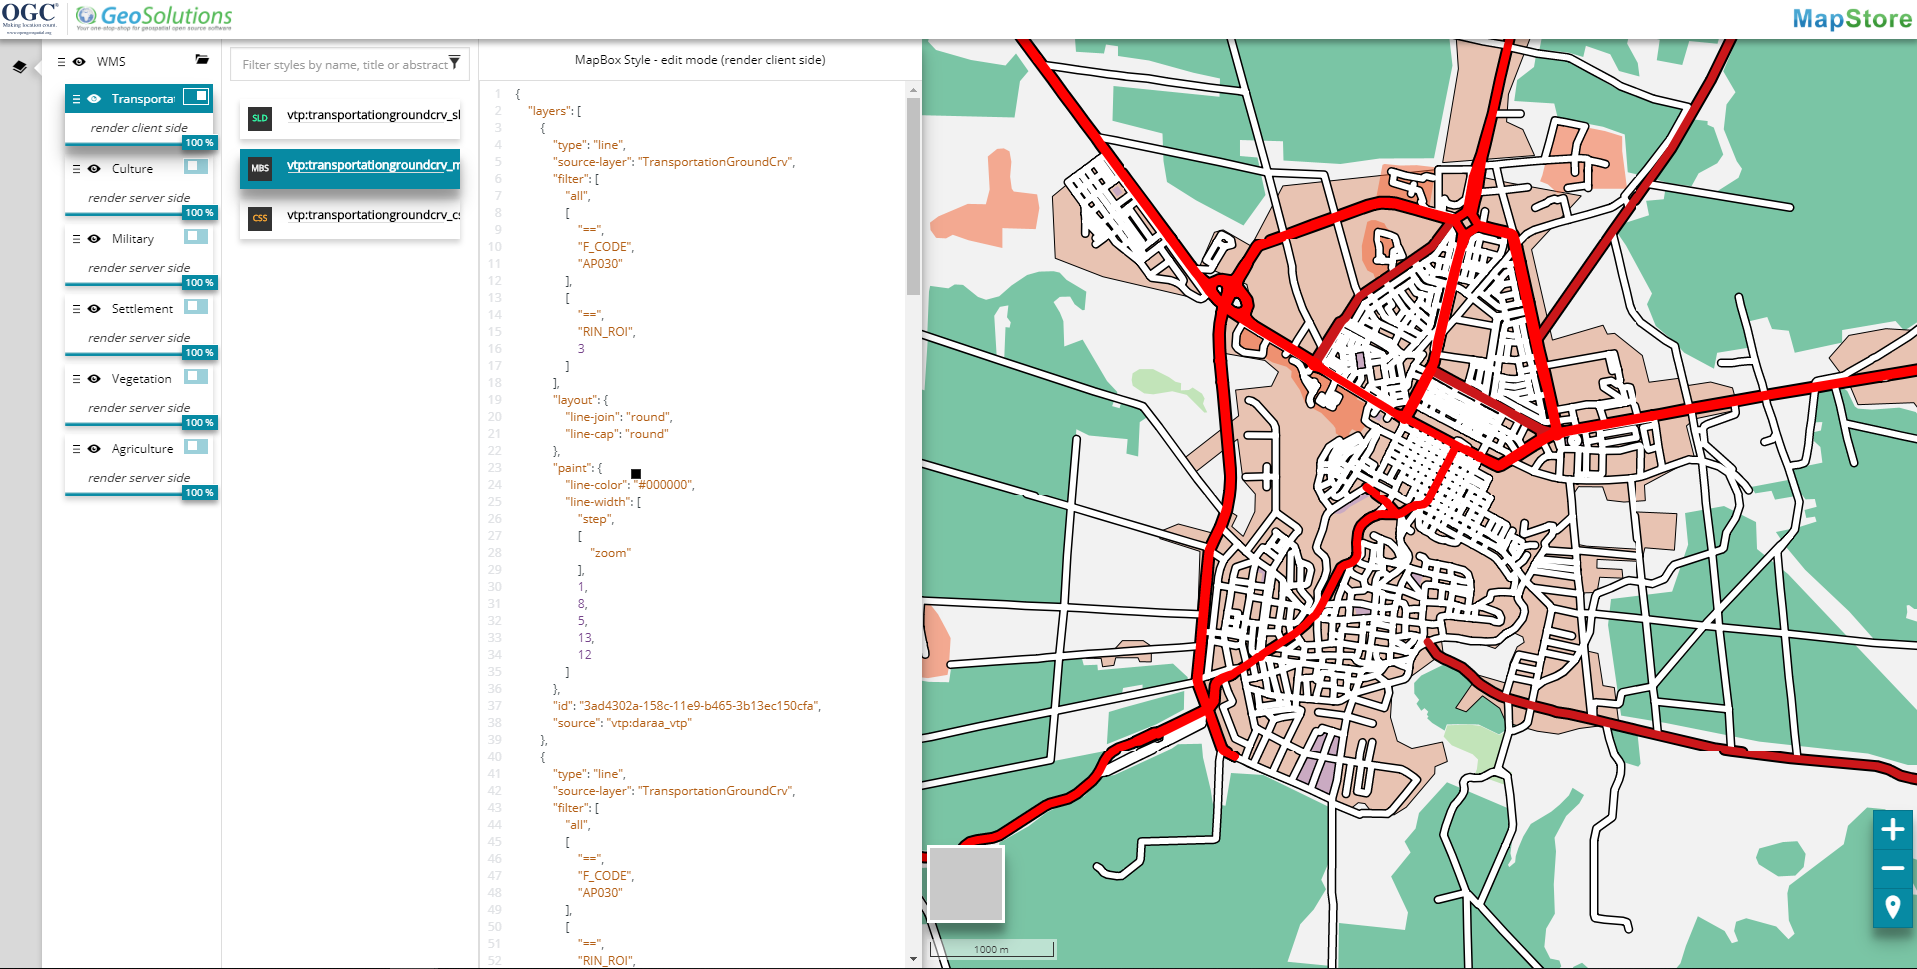 OGC
Making location count.
www.opengeospatial.org
GeoSolutions
Your one-stop-shop for geospatial open source software
MapStore
WMS
Transporta
render client side
100 %
Culture
render server side
100 %
Military
render server side
100 %
Settlement
render server side
100 %
Vegetation
render server side
100 %
Agriculture
render server side
100 %
Filter styles by name, title or abstract
SLD vtp:transportationgroundcrv_sl
MBS vtp:transportationgroundcrv_m
CSS vtp:transportationgroundcrv_cs
MapBox Style - edit mode (render client side)
1 {
2 "layers": [
3 {
4 "type": "line",
5 "source-layer": "TransportationGroundCrv",
6 "filter": [
7 "all",
8 [
9 "==",
10 "F_CODE",
11 "AP030"
12 ],
13 [
14 "==",
15 "RIN_ROI",
16 3
17 ]
18 ],
19 "layout": {
20 "line-join": "round",
21 "line-cap": "round"
22 },
23 "paint": {
24 "line-color": "#000000",
25 "line-width": [
26 "step",
27 [
28 "zoom"
29 ],
30 1,
31 8,
32 5,
33 13,
34 12
35 ]
36 },
37 "id": "3ad4302a-158c-11e9-b465-3b13ec150cfa",
38 "source": "vtp:daraa_vtp"
39 },
40 {
41 "type": "line",
42 "source-layer": "TransportationGroundCrv",
43 "filter": [
44 "all",
45 [
46 "==",
47 "F_CODE",
48 "AP030"
49 ],
50 [
51 "==",
52 "RIN_ROI",
1000 m